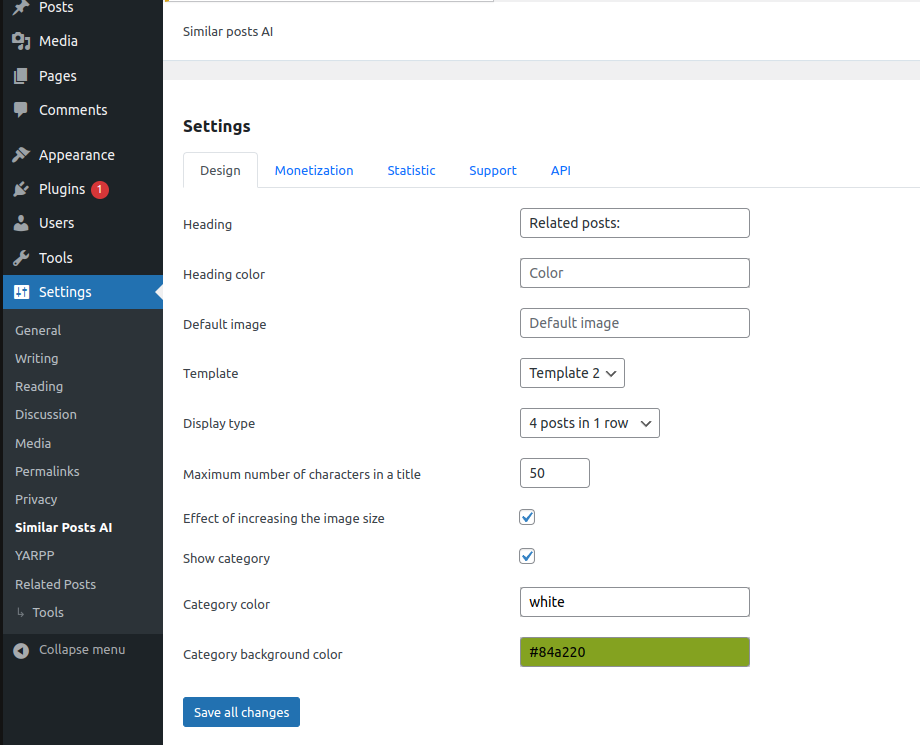 Posts
Media
Pages
Comments
Appearance
Plugins 1
Users
Tools
Settings
General
Writing
Reading
Discussion
Media
Permalinks
Privacy
Similar Posts AI
YARPP
Related Posts
↳ Tools
Collapse menu
Similar posts AI
Settings
Design Monetization Statistic Support API
Heading Related posts:
Heading color Color
Default image Default image
Template Template 2
Display type 4 posts in 1 row
Maximum number of characters in a title 50
Effect of increasing the image size
Show category
Category color white
Category background color #84a220
Save all changes